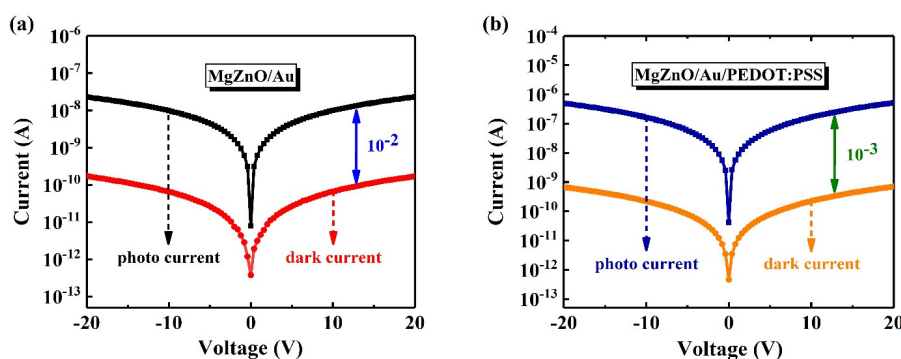 (a)
MgZnO/Au
Current (A)
10⁻⁶
10⁻⁷
10⁻⁸
10⁻⁹
10⁻¹⁰
10⁻¹¹
10⁻¹²
10⁻¹³
10⁻²
photo current
dark current
-20 -10 0 10 20
Voltage (V)
(b)
MgZnO/Au/PEDOT:PSS
Current (A)
10⁻⁴
10⁻⁵
10⁻⁶
10⁻⁷
10⁻⁸
10⁻⁹
10⁻¹⁰
10⁻¹¹
10⁻¹²
10⁻¹³
10⁻³
photo current
dark current
-20 -10 0 10 20
Voltage (V)